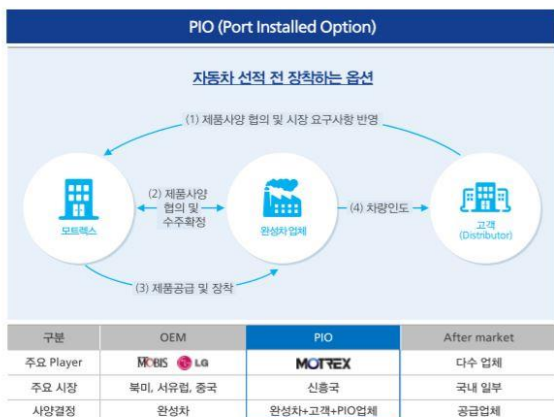 PIO (Port Installed Option)
자동차 선적 전 장착하는 옵션
(1) 제품사양 협의 및 시장 요구사항 반영
모트렉스
(2) 제품사양
협의 및
수주확정
완성차 업체
(4) 차량인도
고객
(Distributor)
(3) 제품공급 및 장착
구분 OEM PIO After market
주요 Player MOBIS LG MOTREX 다수 업체
주요 시장 북미, 서유럽, 중국 신흥국 국내 일부
사양결정 완성차 완성차+고객+PIO업체 공급업체